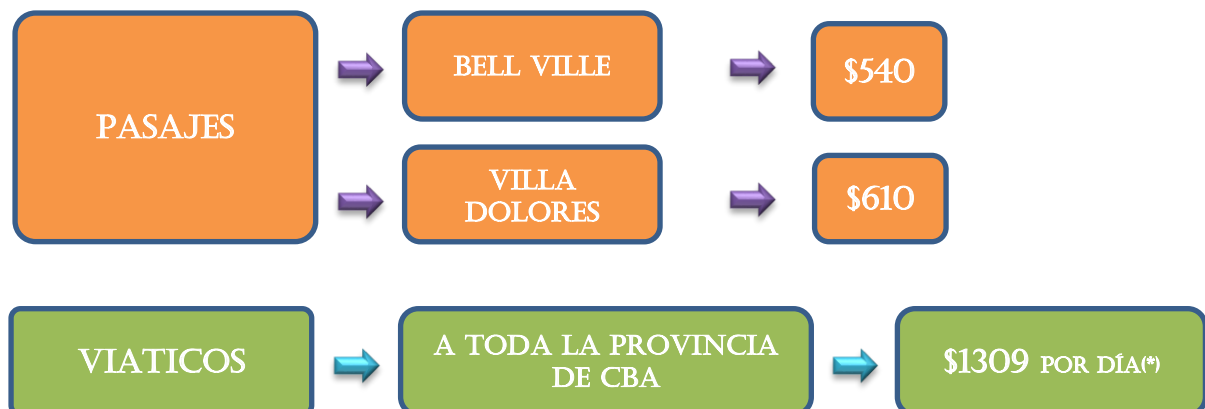 PASAJES
BELL VILLE
$540
VILLA
DOLORES
$610
VIATICOS
A TODA LA PROVINCIA
DE CBA
$1309 POR DÍA(*)